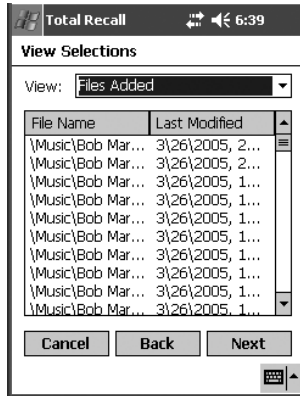 Total Recall 6:39
View Selections
View: Files Added
File Name Last Modified
\Music\Bob Mar... 3\26\2005, 2...
\Music\Bob Mar... 3\26\2005, 2...
\Music\Bob Mar... 3\26\2005, 1...
\Music\Bob Mar... 3\26\2005, 1...
\Music\Bob Mar... 3\26\2005, 1...
\Music\Bob Mar... 3\26\2005, 1...
\Music\Bob Mar... 3\26\2005, 1...
\Music\Bob Mar... 3\26\2005, 1...
\Music\Bob Mar... 3\26\2005, 1...
\Music\Bob Mar... 3\26\2005, 1...
Cancel Back Next